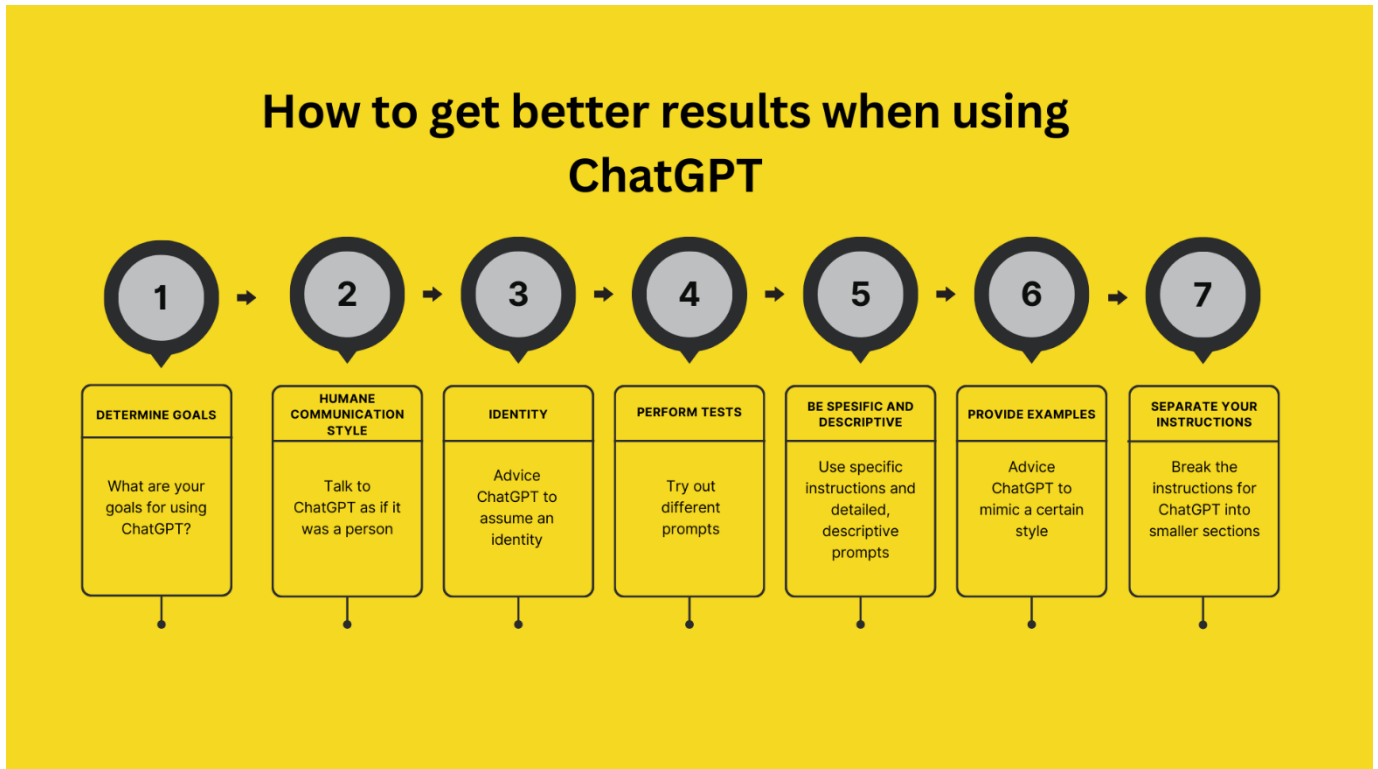 How to get better results when using
ChatGPT
1
2
3
4
5
6
7
DETERMINE GOALS
What are your
goals for using
ChatGPT?
HUMANE
COMMUNICATION
STYLE
Talk to
ChatGPT as if it
was a person
IDENTITY
Advice
ChatGPT to
assume an
identity
PERFORM TESTS
Try out
different
prompts
BE SPESIFIC AND
DESCRIPTIVE
Use specific
instructions and
detailed,
descriptive
prompts
PROVIDE EXAMPLES
Advice
ChatGPT to
mimic a certain
style
SEPARATE YOUR
INSTRUCTIONS
Break the
instructions for
ChatGPT into
smaller sections